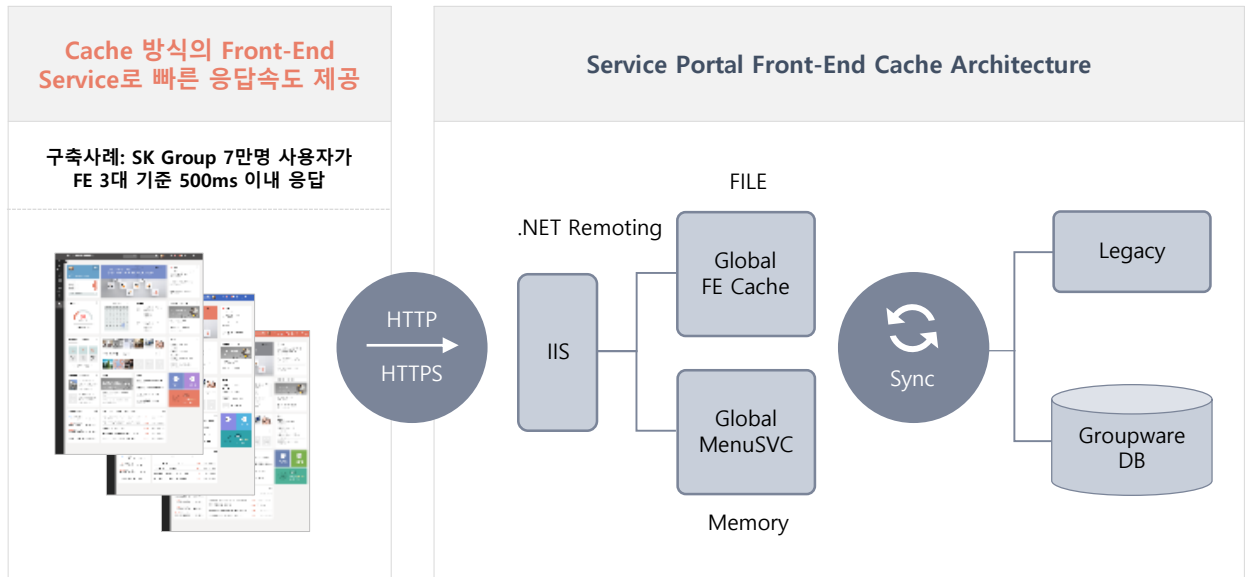 Cache 방식의 Front-End
Service로 빠른 응답속도 제공
구축사례: SK Group 7만명 사용자가
FE 3대 기준 500ms 이내 응답
Service Portal Front-End Cache Architecture
HTTP
HTTPS
.NET Remoting
IIS
FILE
Global
FE Cache
Global
MenuSVC
Memory
Sync
Legacy
Groupware
DB